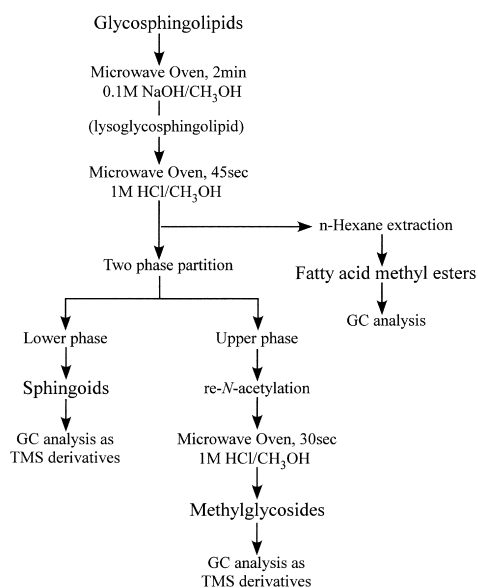 Glycosphingolipids
Microwave Oven, 2min
0.1M NaOH/CH3OH
(lysoglycosphingolipid)
Microwave Oven, 45sec
1M HCl/CH3OH
n-Hexane extraction
Fatty acid methyl esters
GC analysis
Two phase partition
Lower phase
Sphingoids
GC analysis as
TMS derivatives
Upper phase
re-N-acetylation
Microwave Oven, 30sec
1M HCl/CH3OH
Methylglycosides
GC analysis as
TMS derivatives